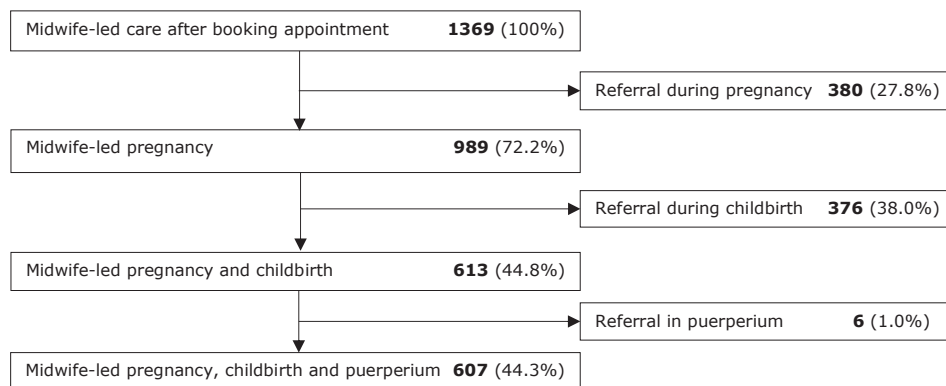 Midwife-led care after booking appointment 1369 (100%)
Referral during pregnancy 380 (27.8%)
Midwife-led pregnancy 989 (72.2%)
Referral during childbirth 376 (38.0%)
Midwife-led pregnancy and childbirth 613 (44.8%)
Referral in puerperium 6 (1.0%)
Midwife-led pregnancy, childbirth and puerperium 607 (44.3%)